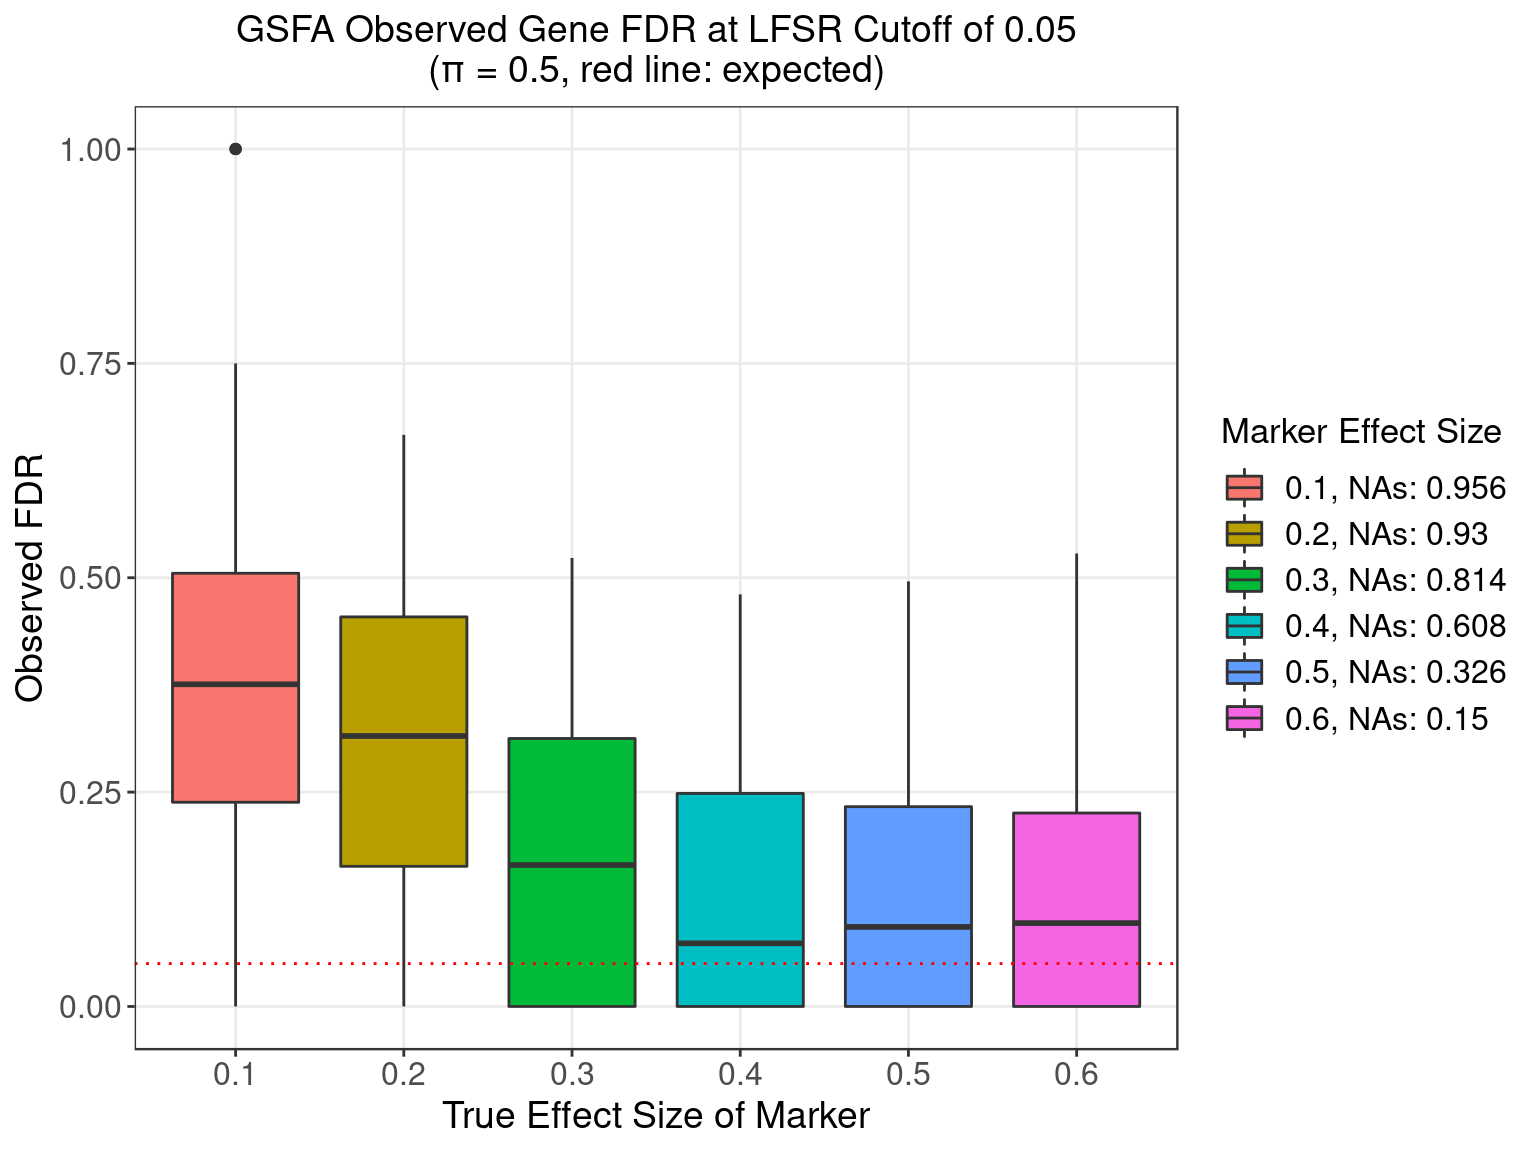 GSFA Observed Gene FDR at LFSR Cutoff of 0.05
(π = 0.5, red line: expected)
Observed FDR
1.00
0.75
0.50
0.25
0.00
0.1
0.2
0.3
0.4
0.5
0.6
True Effect Size of Marker
Marker Effect Size
0.1, NAs: 0.956
0.2, NAs: 0.93
0.3, NAs: 0.814
0.4, NAs: 0.608
0.5, NAs: 0.326
0.6, NAs: 0.15